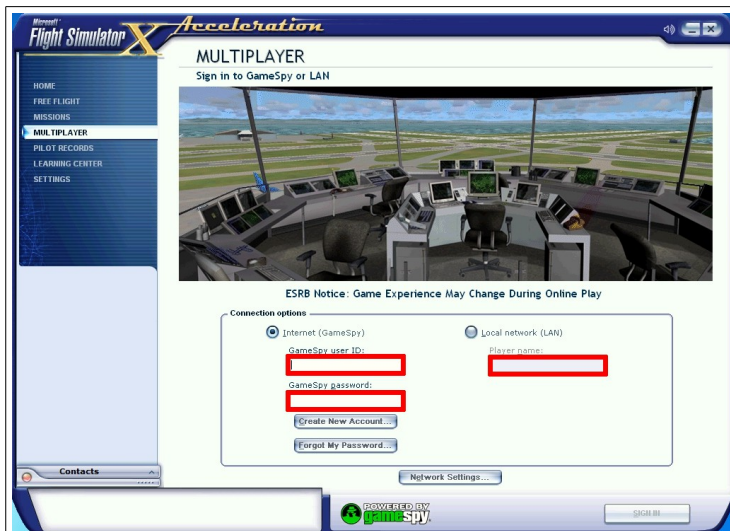 Microsoft
Flight Simulator X
Acceleration
MULTIPLAYER
Sign in to GameSpy or LAN
HOME
FREE FLIGHT
MISSIONS
MULTIPLAYER
PILOT RECORDS
LEARNING CENTER
SETTINGS
ESRB Notice: Game Experience May Change During Online Play
Connection options
Internet (GameSpy)
Local network (LAN)
GameSpy user ID:
Player name:
GameSpy password:
Create New Account...
Forgot My Password...
Contacts
Network Settings...
POWERED BY
gamespy.
SIGN IN